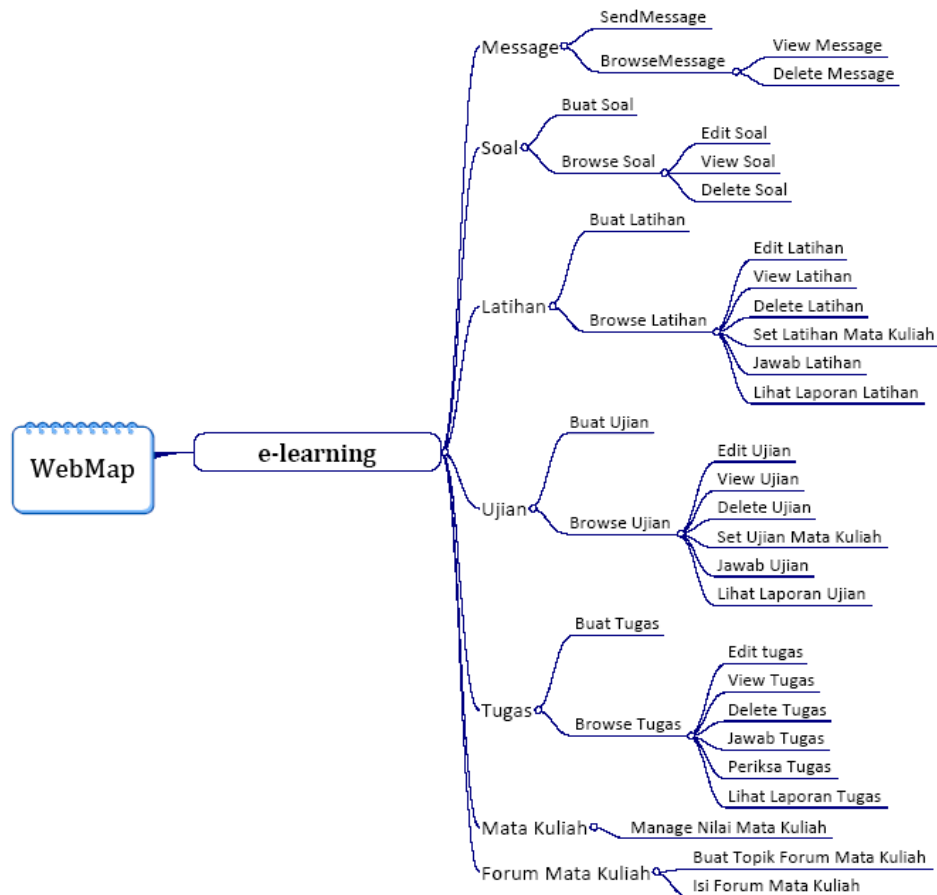 WebMap
e-learning
Message
SendMessage
BrowseMessage
View Message
Delete Message
Soal
Buat Soal
Browse Soal
Edit Soal
View Soal
Delete Soal
Latihan
Buat Latihan
Browse Latihan
Edit Latihan
View Latihan
Delete Latihan
Set Latihan Mata Kuliah
Jawab Latihan
Lihat Laporan Latihan
Ujian
Buat Ujian
Browse Ujian
Edit Ujian
View Ujian
Delete Ujian
Set Ujian Mata Kuliah
Jawab Ujian
Lihat Laporan Ujian
Tugas
Buat Tugas
Browse Tugas
Edit tugas
View Tugas
Delete Tugas
Jawab Tugas
Periksa Tugas
Lihat Laporan Tugas
Mata Kuliah
Manage Nilai Mata Kuliah
Forum Mata Kuliah
Buat Topik Forum Mata Kuliah
Isi Forum Mata Kuliah